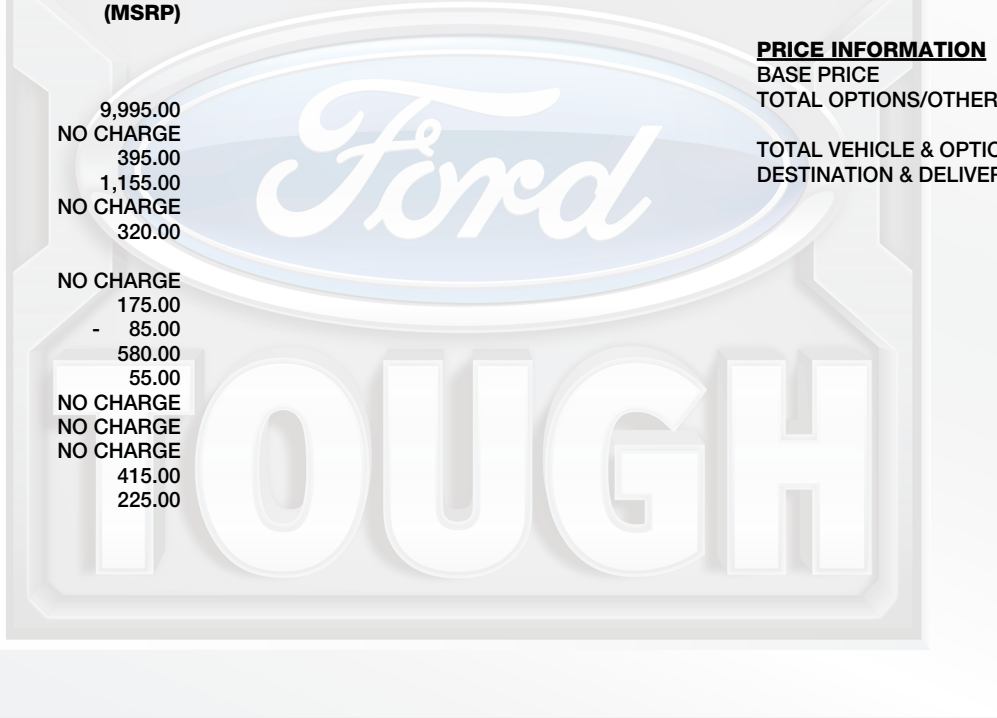 (MSRP)
9,995.00
NO CHARGE
395.00
1,155.00
NO CHARGE
320.00
NO CHARGE
175.00
- 85.00
580.00
55.00
NO CHARGE
NO CHARGE
NO CHARGE
415.00
225.00
PRICE INFORMATION
BASE PRICE
TOTAL OPTIONS/OTHER
TOTAL VEHICLE & OPTIO
DESTINATION & DELIVER
Ford
TOUGH